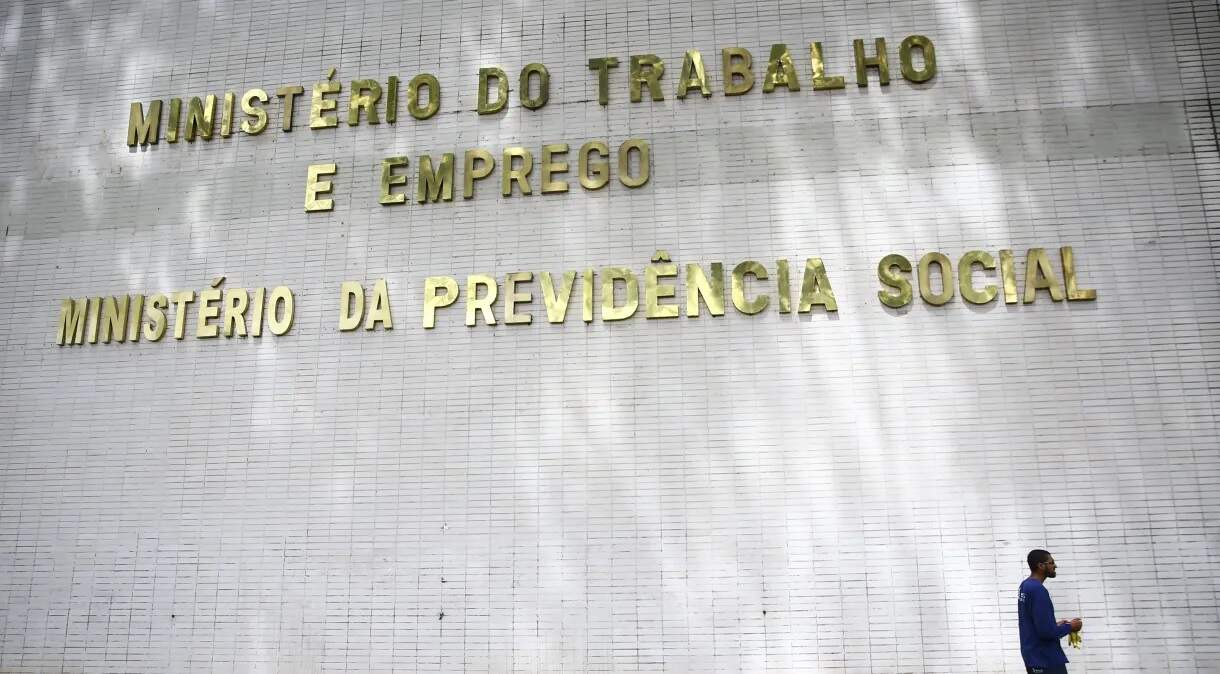 MINISTÉRIO DO TRABALHO
E EMPREGO
MINISTÉRIO DA PREVIDÊNCIA SOCIAL